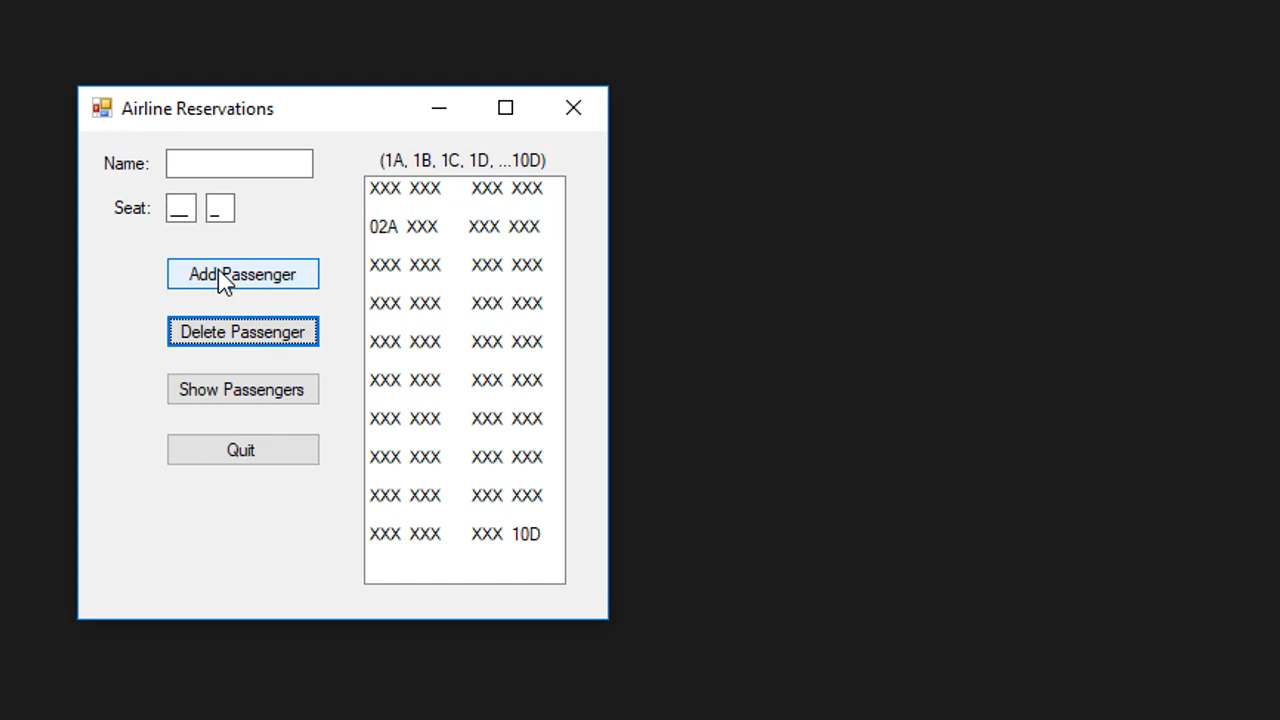 Airline Reservations
Name:
Seat: __ _
Add Passenger
Delete Passenger
Show Passengers
Quit
(1A, 1B, 1C, 1D, ...10D)
XXX XXX XXX XXX
02A XXX XXX XXX
XXX XXX XXX XXX
XXX XXX XXX XXX
XXX XXX XXX XXX
XXX XXX XXX XXX
XXX XXX XXX XXX
XXX XXX XXX XXX
XXX XXX XXX XXX
XXX XXX XXX 10D